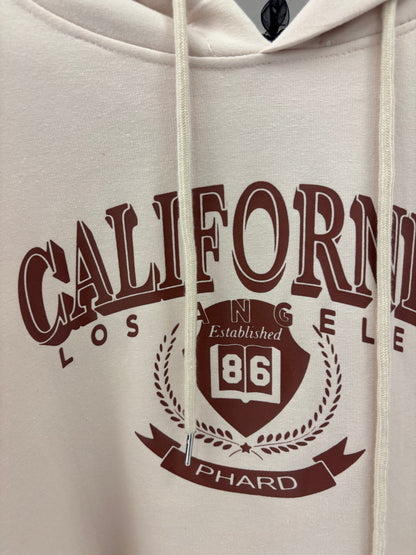 CALIFORNI
LOS ANGELE
Established
86
PHARD